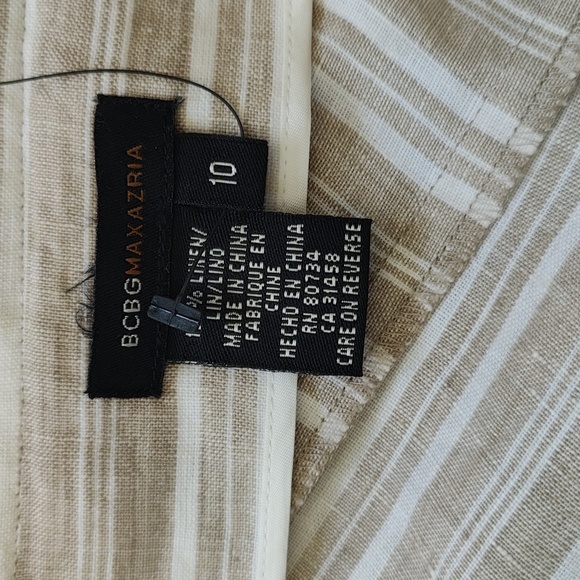 BCBGMAXAZRIA
10
% LINEN/
LIN/LINO
MADE IN CHINA
FABRIQUE EN
CHINE
HECHO EN CHINA
RN 80734
CA 31458
CARE ON REVERSE